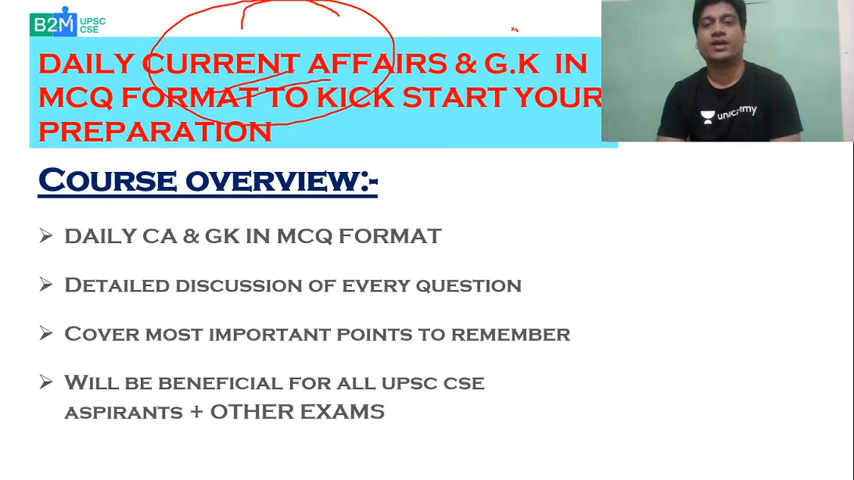 B2M UPSC
CSE
DAILY CURRENT AFFAIRS & G.K IN
MCQ FORMAT TO KICK START YOUR
PREPARATION
unacademy
COURSE OVERVIEW:-
DAILY CA & GK IN MCQ FORMAT
DETAILED DISCUSSION OF EVERY QUESTION
COVER MOST IMPORTANT POINTS TO REMEMBER
WILL BE BENEFICIAL FOR ALL UPSC CSE
ASPIRANTS + OTHER EXAMS